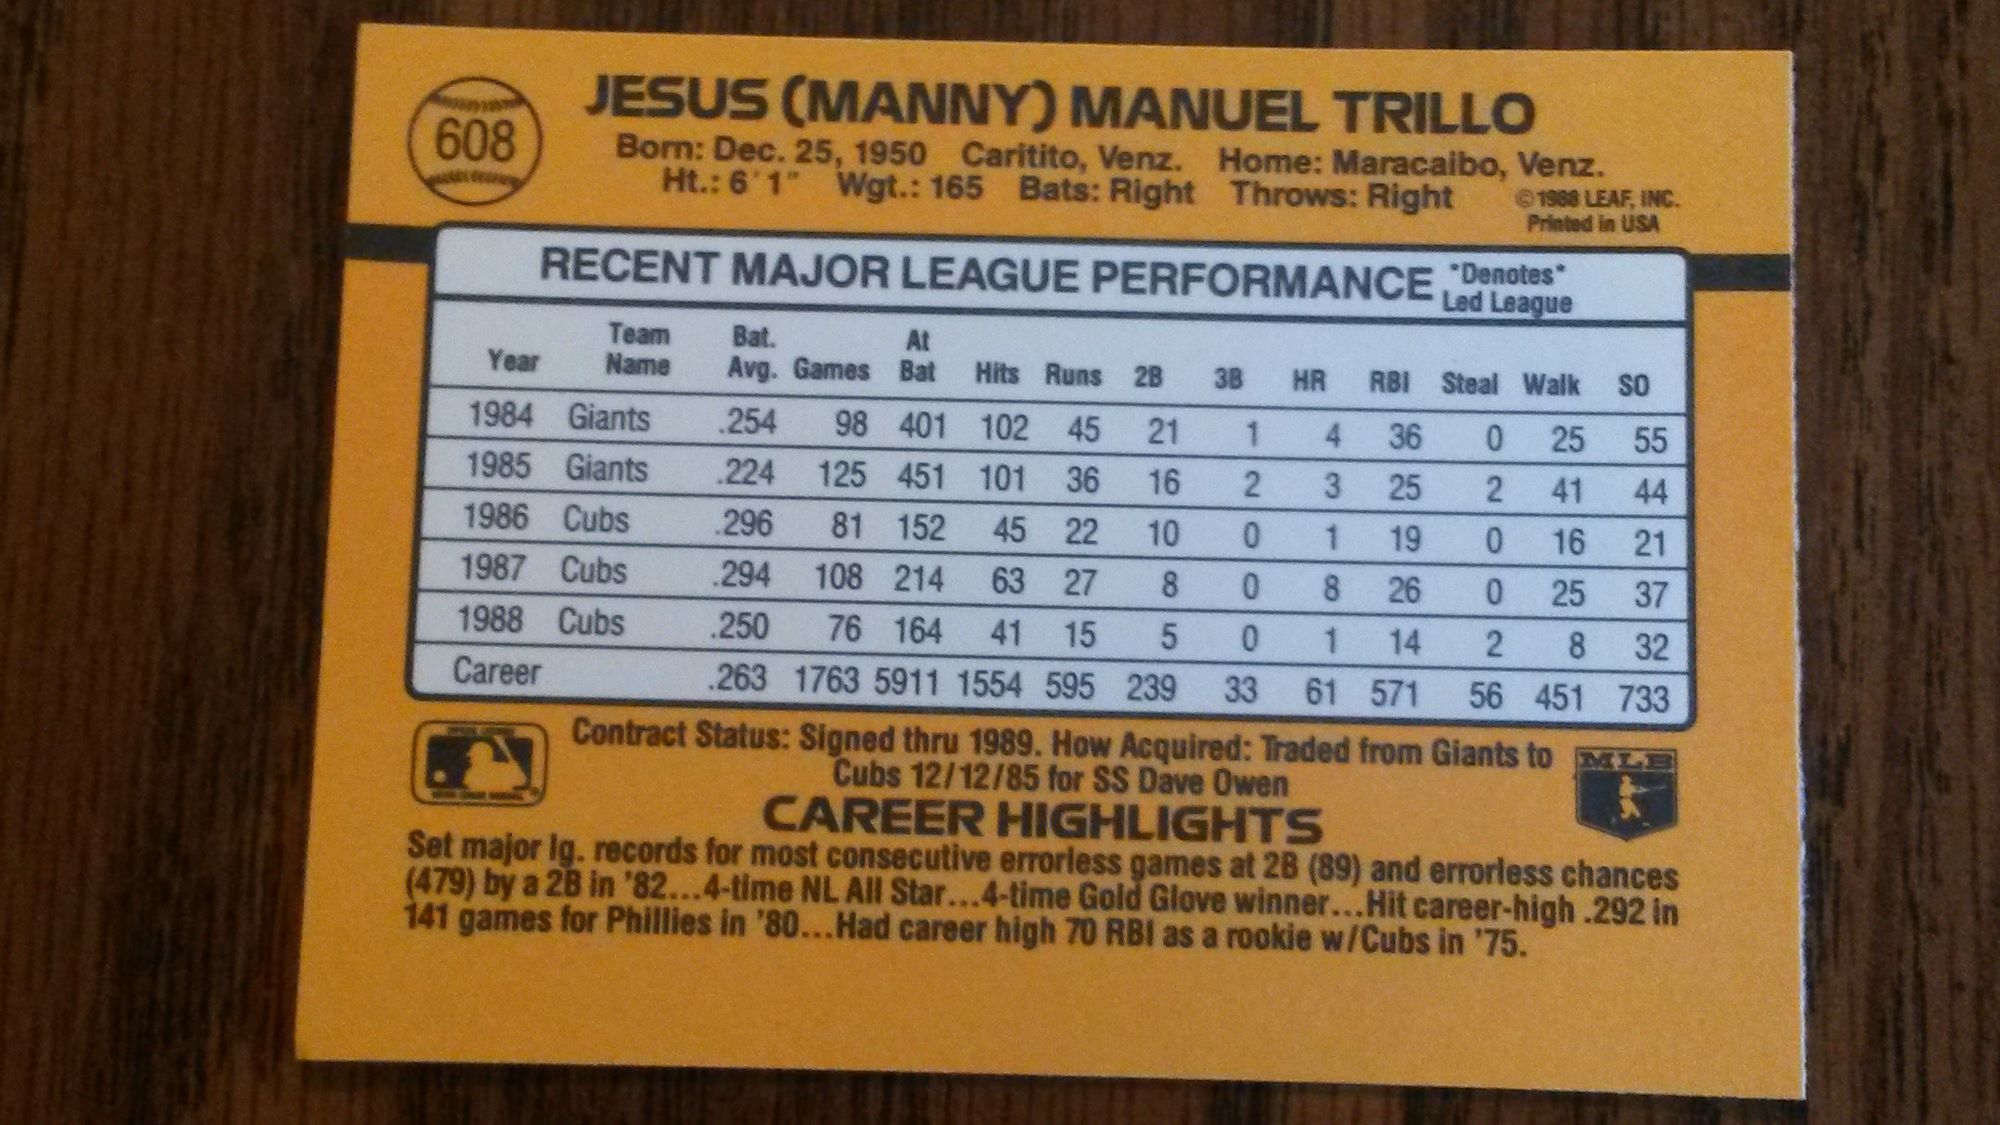 608
JESUS (MANNY) MANUEL TRILLO
Born: Dec. 25, 1950 Caritito, Venz. Home: Maracaibo, Venz.
Ht.: 6' 1" Wgt.: 165 Bats: Right Throws: Right
©1988 LEAF, INC.
Printed in USA
RECENT MAJOR LEAGUE PERFORMANCE *Denotes* Led League
Year Team Name Bat. Avg. Games At Bat Hits Runs 2B 3B HR RBI Steal Walk SO
1984 Giants .254 98 401 102 45 21 1 4 36 0 25 55
1985 Giants .224 125 451 101 36 16 2 3 25 2 41 44
1986 Cubs .296 81 152 45 22 10 0 1 19 0 16 21
1987 Cubs .294 108 214 63 27 8 0 8 26 0 25 37
1988 Cubs .250 76 164 41 15 5 0 1 14 2 8 32
Career .263 1763 5911 1554 595 239 33 61 571 56 451 733
Contract Status: Signed thru 1989. How Acquired: Traded from Giants to
Cubs 12/12/85 for SS Dave Owen
MLB
CAREER HIGHLIGHTS
Set major lg. records for most consecutive errorless games at 2B (89) and errorless chances
(479) by a 2B in '82...4-time NL All Star...4-time Gold Glove winner...Hit career-high .292 in
141 games for Phillies in '80...Had career high 70 RBI as a rookie w/Cubs in '75.